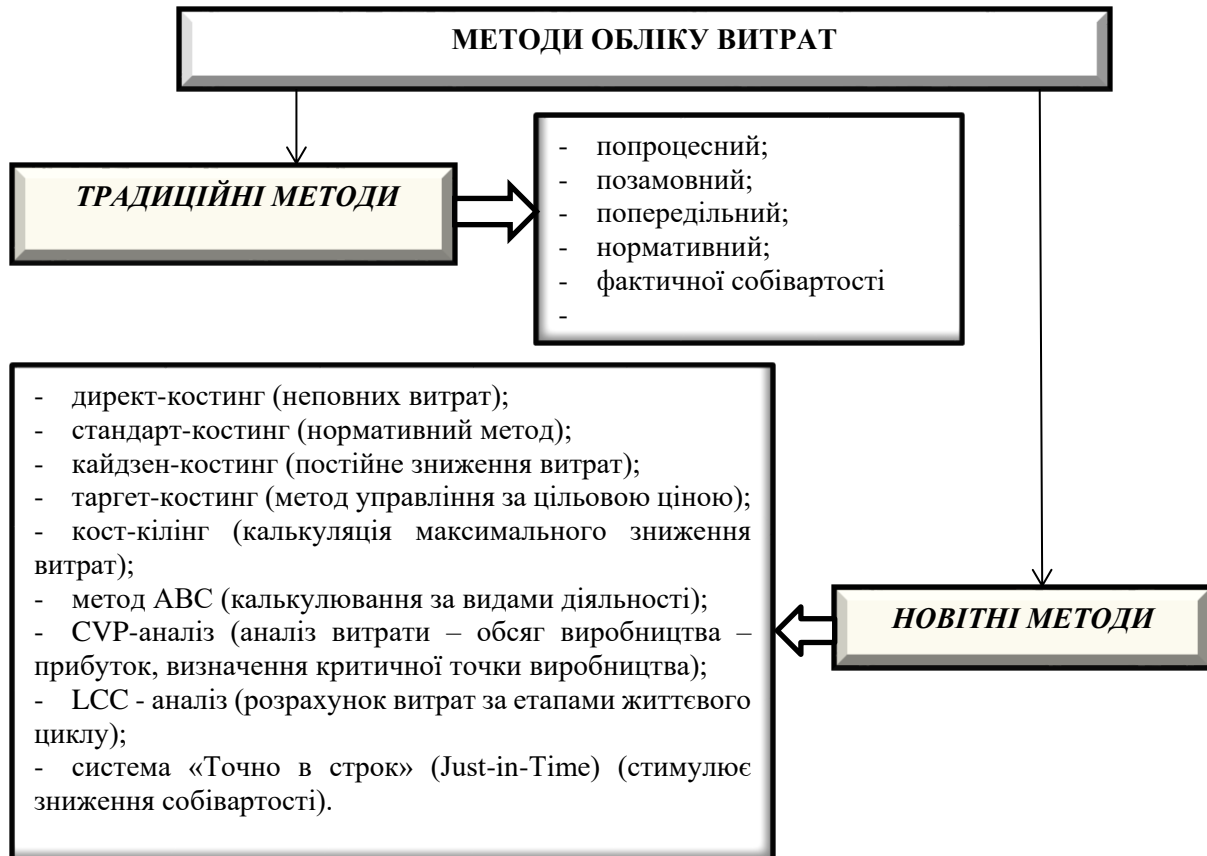 МЕТОДИ ОБЛІКУ ВИТРАТ
ТРАДИЦІЙНІ МЕТОДИ
- попроцесний;
- позамовний;
- попередільний;
- нормативний;
- фактичної собівартості
-
- директ-костинг (неповних витрат);
- стандарт-костинг (нормативний метод);
- кайдзен-костинг (постійне зниження витрат);
- таргет-костинг (метод управління за цільовою ціною);
- кост-кілінг (калькуляція максимального зниження
витрат);
- метод АВС (калькулювання за видами діяльності);
- CVP-аналіз (аналіз витрати – обсяг виробництва –
прибуток, визначення критичної точки виробництва);
- LCC - аналіз (розрахунок витрат за етапами життєвого
циклу);
- система «Точно в строк» (Just-in-Time) (стимулює
зниження собівартості).
НОВІТНІ МЕТОДИ